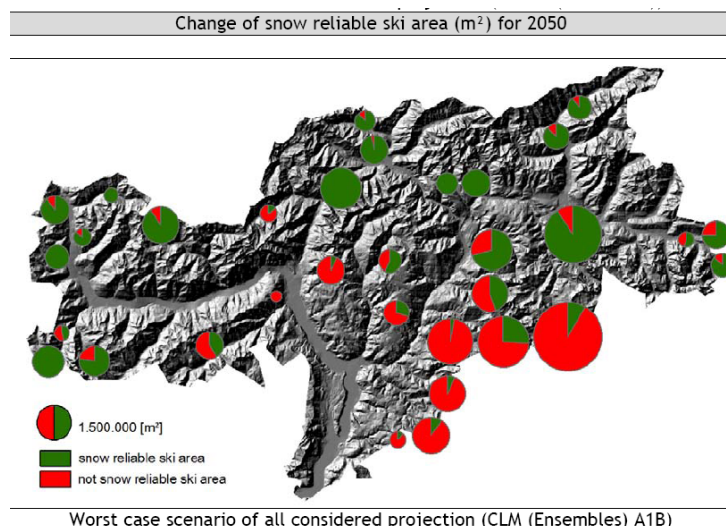 Change of snow reliable ski area (m²) for 2050
1.500.000 [m²]
snow reliable ski area
not snow reliable ski area
Worst case scenario of all considered projection (CLM (Ensembles) A1B)